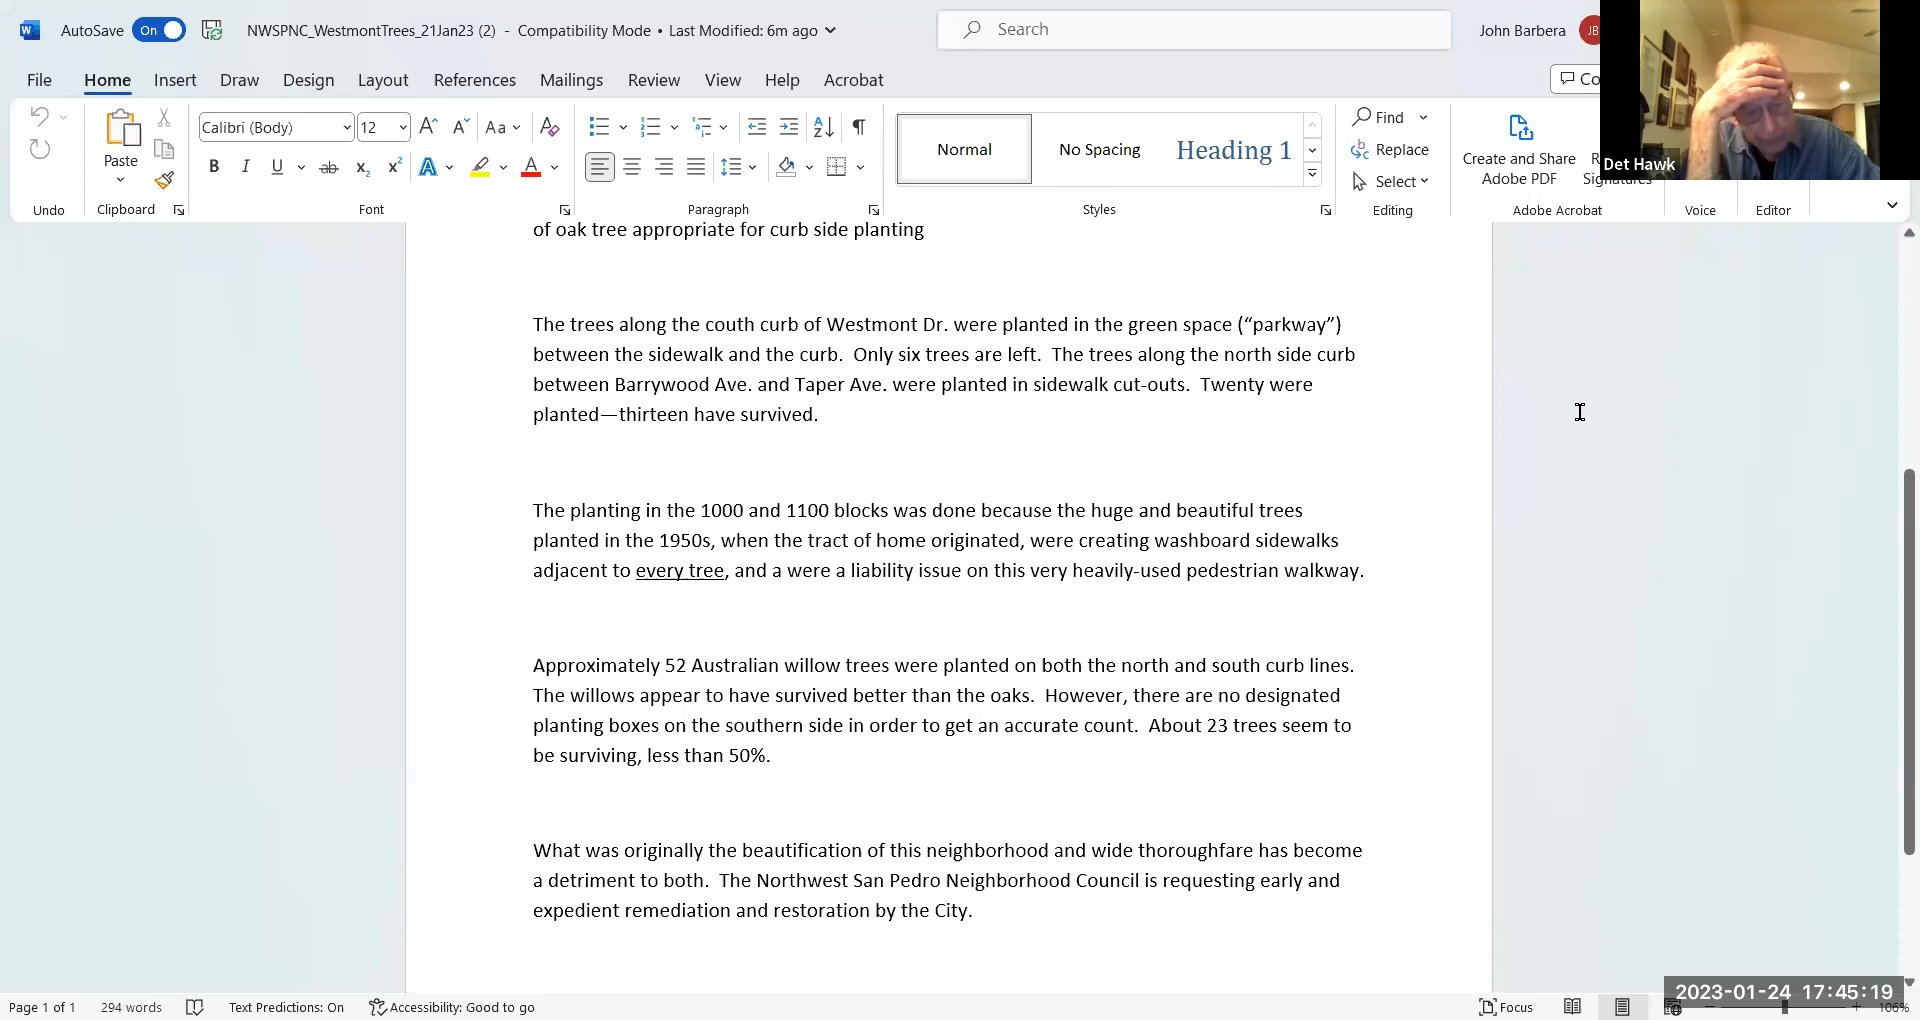 AutoSave On NWSPNC_WestmontTrees_21Jan23 (2) - Compatibility Mode • Last Modified: 6m ago Search John Barbera JB
File Home Insert Draw Design Layout References Mailings Review View Help Acrobat Co
Calibri (Body) 12 Aa
Paste
B I U ab x2 x2 A A
Normal No Spacing Heading 1
Find
Replace
Select
Create and Share
Adobe PDF
Signatures
Det Hawk
Undo Clipboard Font Paragraph Styles Editing Adobe Acrobat Voice Editor
of oak tree appropriate for curb side planting
The trees along the couth curb of Westmont Dr. were planted in the green space (“parkway”)
between the sidewalk and the curb.  Only six trees are left.  The trees along the north side curb
between Barrywood Ave. and Taper Ave. were planted in sidewalk cut-outs.  Twenty were
planted—thirteen have survived.
The planting in the 1000 and 1100 blocks was done because the huge and beautiful trees
planted in the 1950s, when the tract of home originated, were creating washboard sidewalks
adjacent to every tree, and a were a liability issue on this very heavily-used pedestrian walkway.
Approximately 52 Australian willow trees were planted on both the north and south curb lines.
The willows appear to have survived better than the oaks.  However, there are no designated
planting boxes on the southern side in order to get an accurate count.  About 23 trees seem to
be surviving, less than 50%.
What was originally the beautification of this neighborhood and wide thoroughfare has become
a detriment to both.  The Northwest San Pedro Neighborhood Council is requesting early and
expedient remediation and restoration by the City.
2023-01-24 17:45:19
Page 1 of 1 294 words Text Predictions: On Accessibility: Good to go Focus 106%